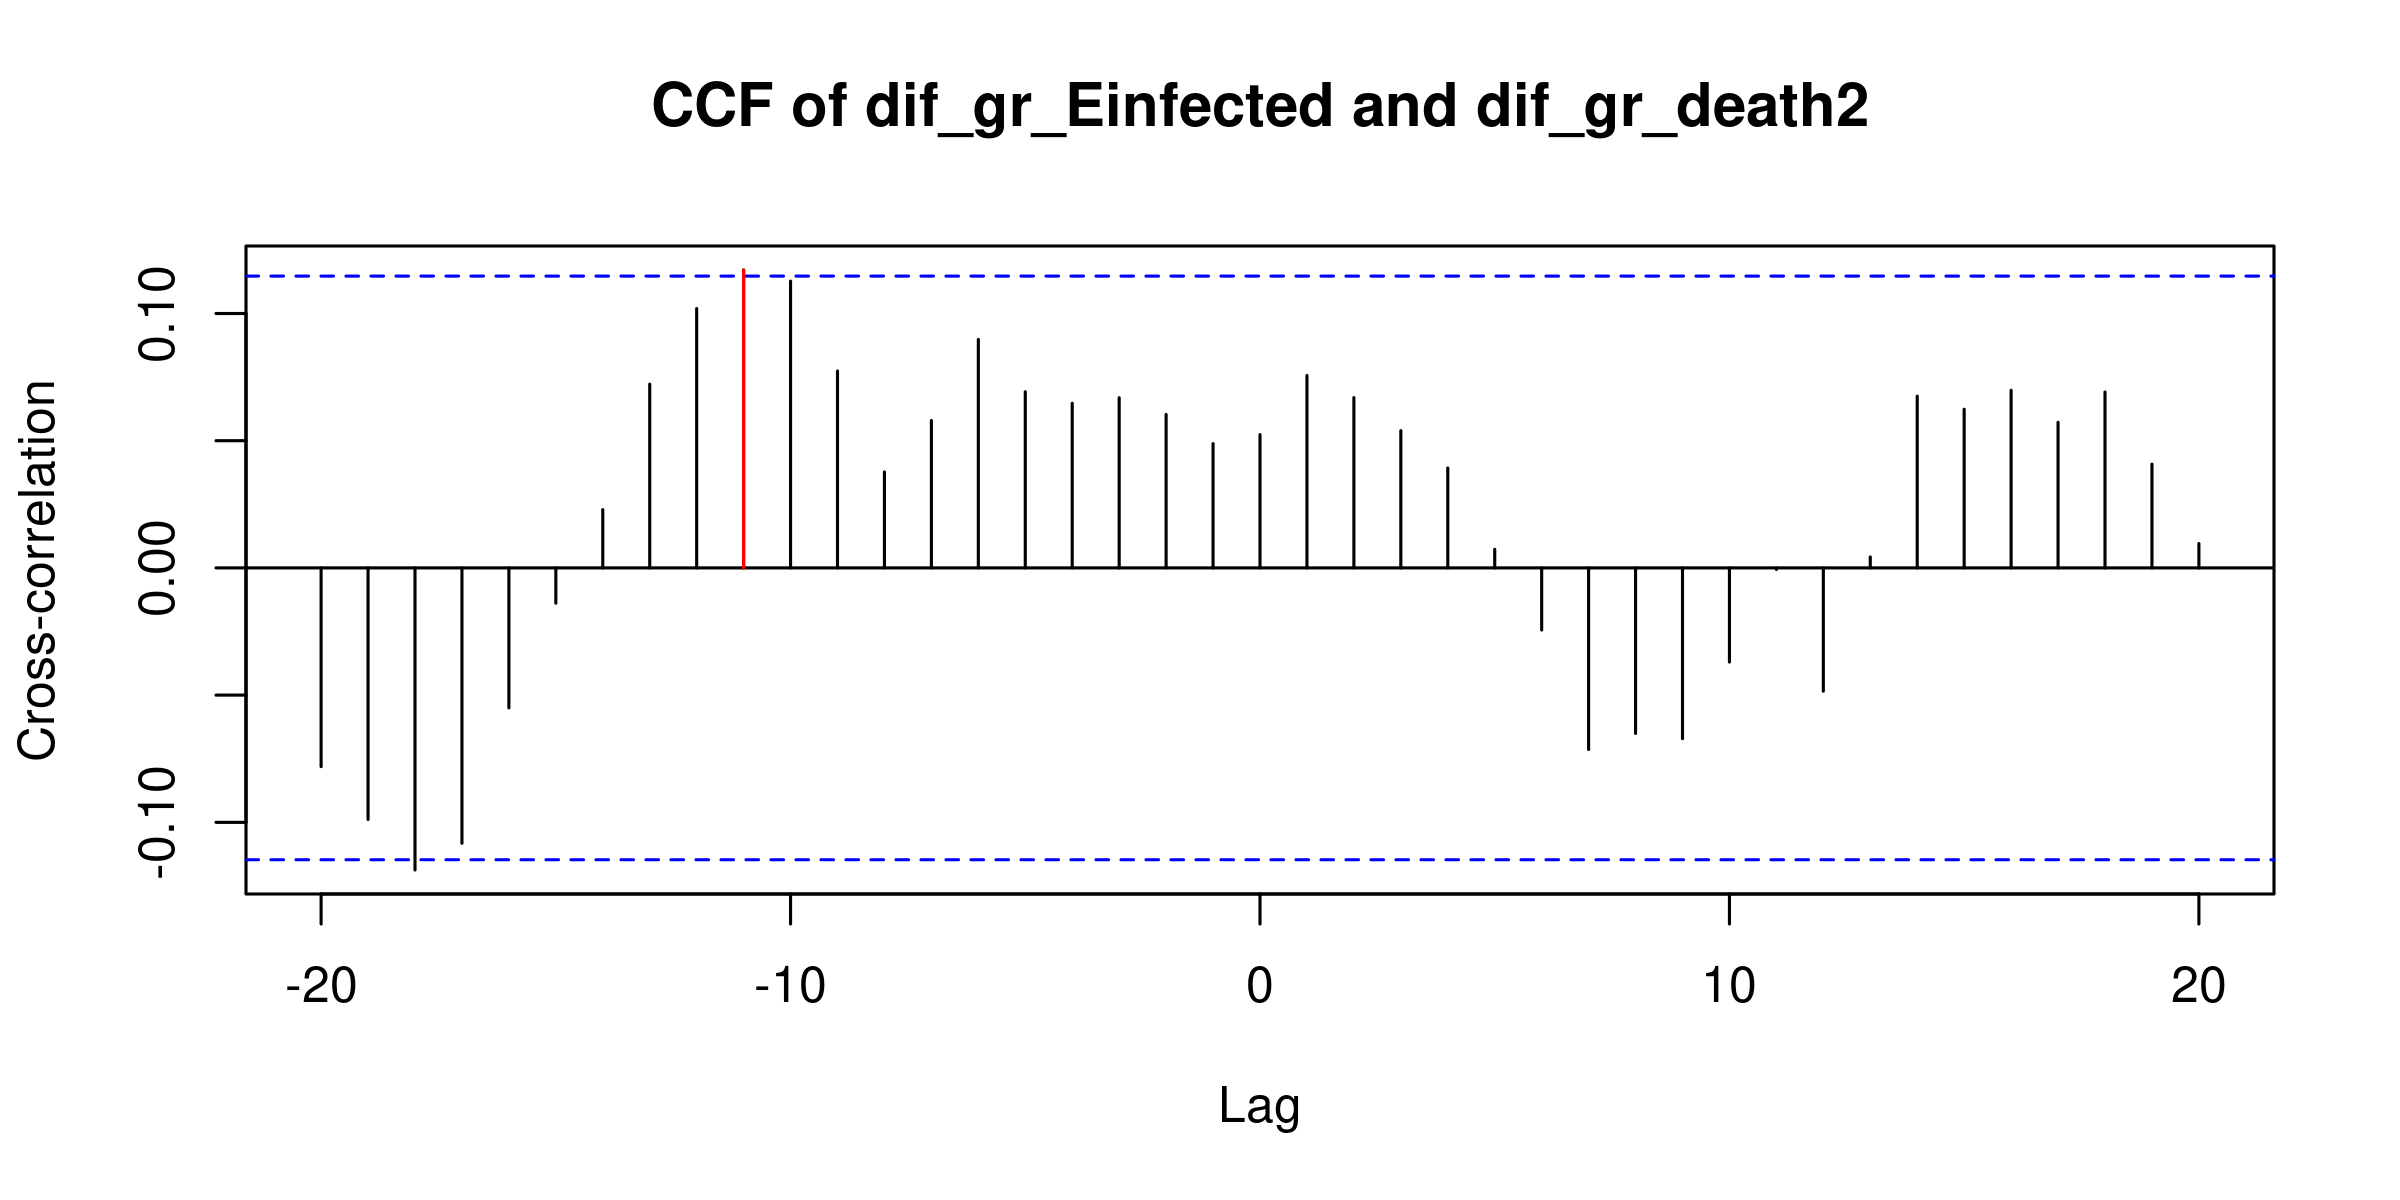 CCF of dif_gr_Einfected and dif_gr_death2
Cross-correlation
0.10
0.00
-0.10
-20 -10 0 10 20
Lag